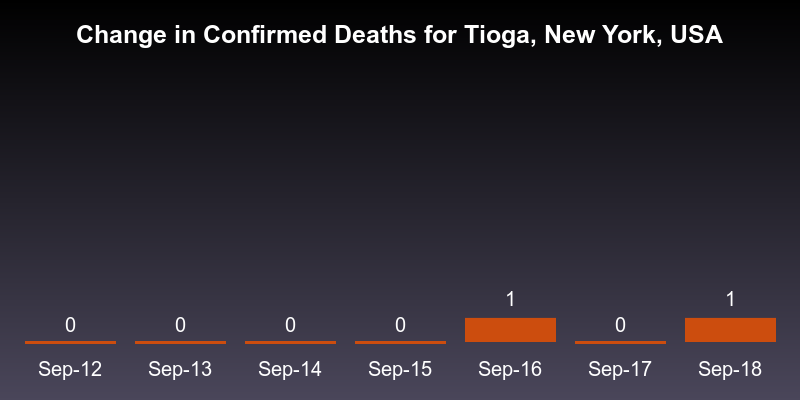 Change in Confirmed Deaths for Tioga, New York, USA
0 0 0 0 1 0 1
Sep-12 Sep-13 Sep-14 Sep-15 Sep-16 Sep-17 Sep-18